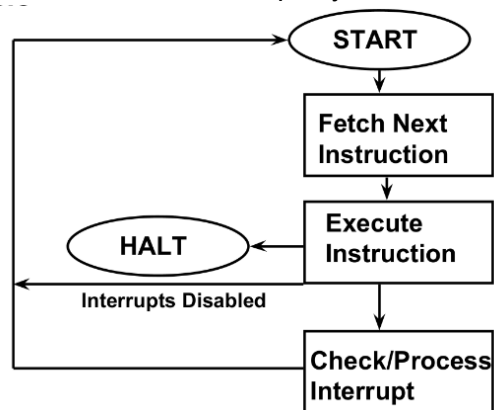 START
Fetch Next
Instruction
Execute
Instruction
HALT
Interrupts Disabled
Check/Process
Interrupt